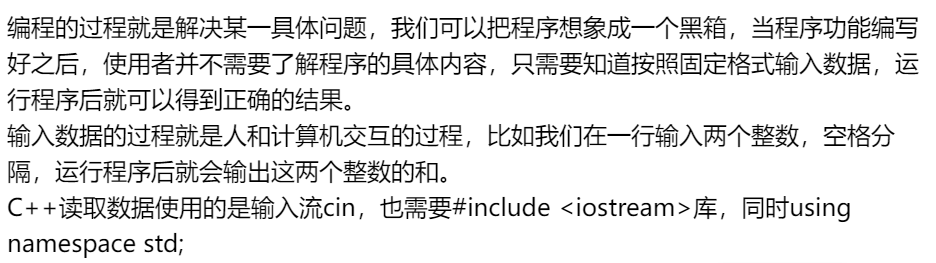 编程的过程就是解决某一具体问题，我们可以把程序想象成一个黑箱，当程序功能编写
好之后，使用者并不需要了解程序的具体内容，只需要知道按照固定格式输入数据，运
行程序后就可以得到正确的结果。
输入数据的过程就是人和计算机交互的过程，比如我们在一行输入两个整数，空格分
隔，运行程序后就会输出这两个整数的和。
C++读取数据使用的是输入流cin，也需要#include <iostream>库，同时using
namespace std;